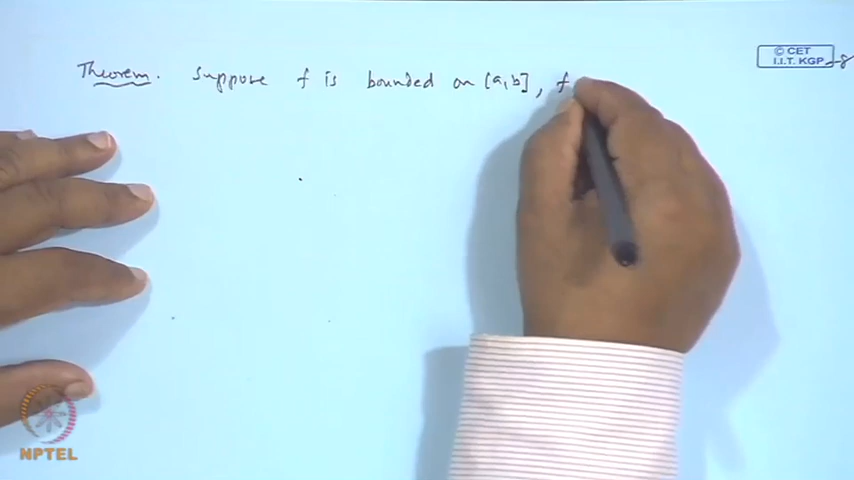 Theorem. Suppose f is bounded on [a,b], f
© CET
I.I.T. KGP
NPTEL